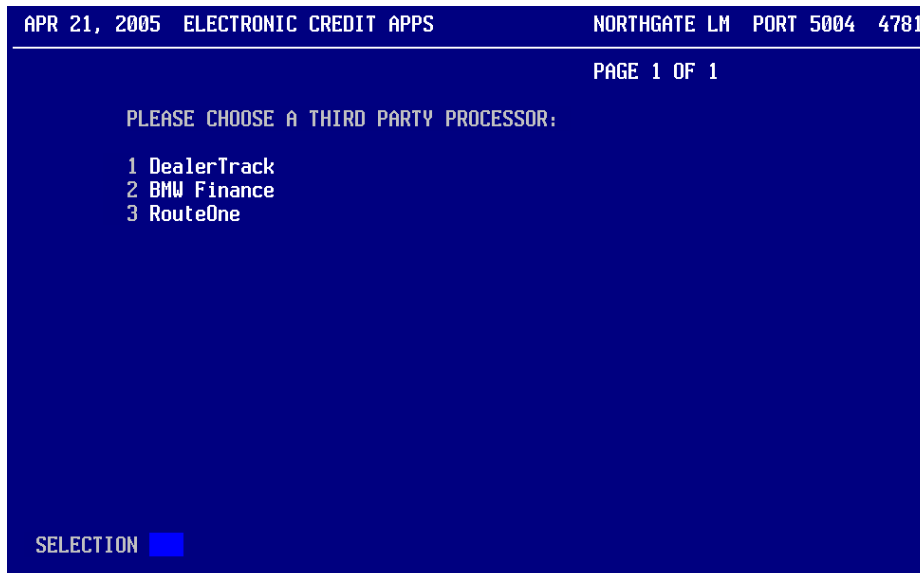 APR 21, 2005 ELECTRONIC CREDIT APPS NORTHGATE LM PORT 5004 4781
PAGE 1 OF 1
PLEASE CHOOSE A THIRD PARTY PROCESSOR:
1 DealerTrack
2 BMW Finance
3 RouteOne
SELECTION